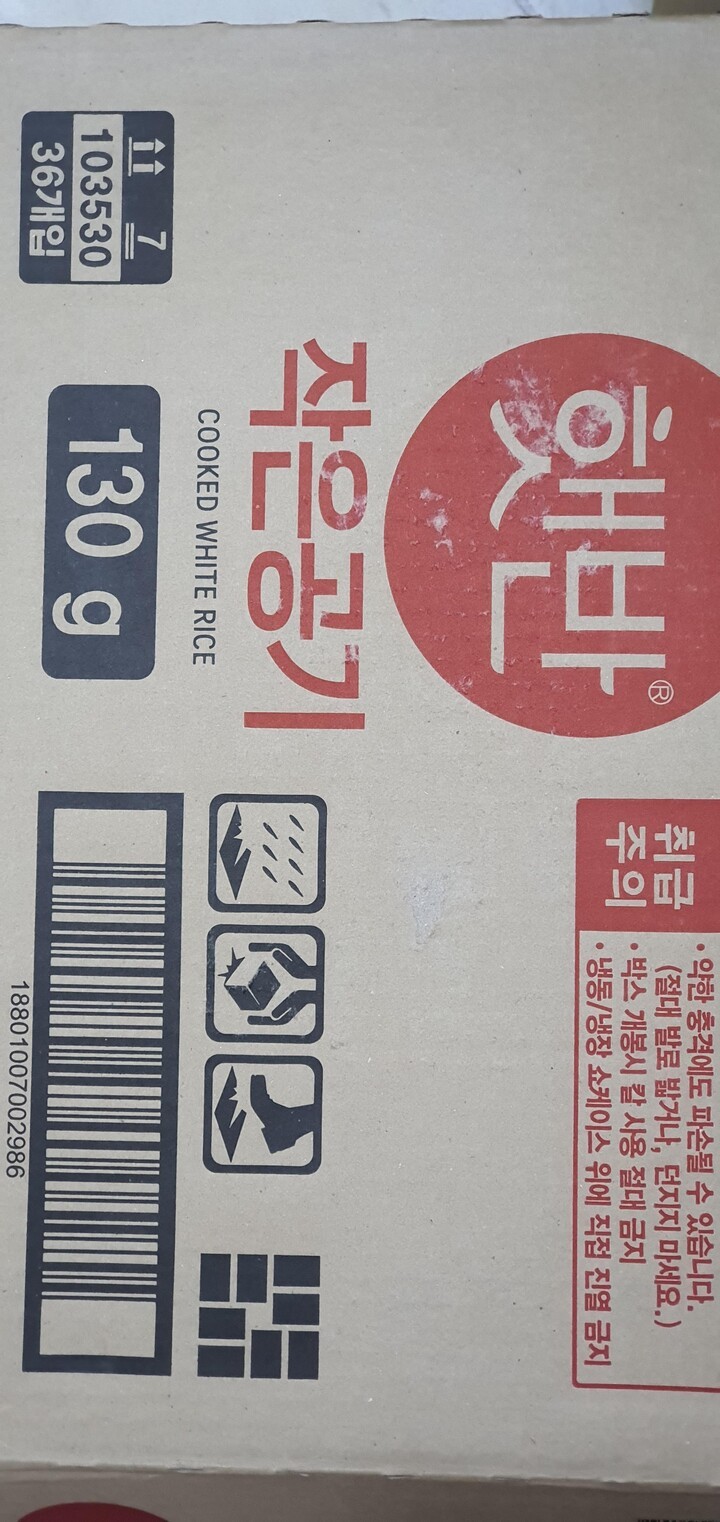 7
103530
36개입
햇반®
작은공기
COOKED WHITE RICE
130 g
18801007002986
취급
주의
• 약한 충격에도 파손될 수 있습니다.
(절대 발로 밟거나, 던지지 마세요.)
• 박스 개봉시 칼 사용 절대 금지
• 냉동/냉장 쇼케이스 위에 직접 진열 금지